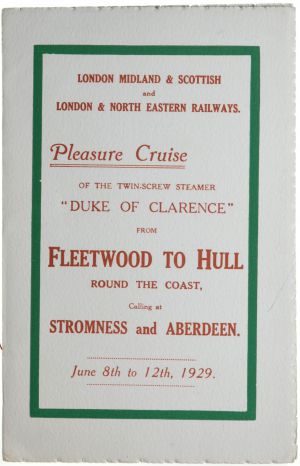 LONDON MIDLAND & SCOTTISH
and
LONDON & NORTH EASTERN RAILWAYS.
Pleasure Cruise
OF THE TWIN-SCREW STEAMER
"DUKE OF CLARENCE"
FROM
FLEETWOOD TO HULL
ROUND THE COAST,
Calling at
STROMNESS and ABERDEEN.
June 8th to 12th, 1929.